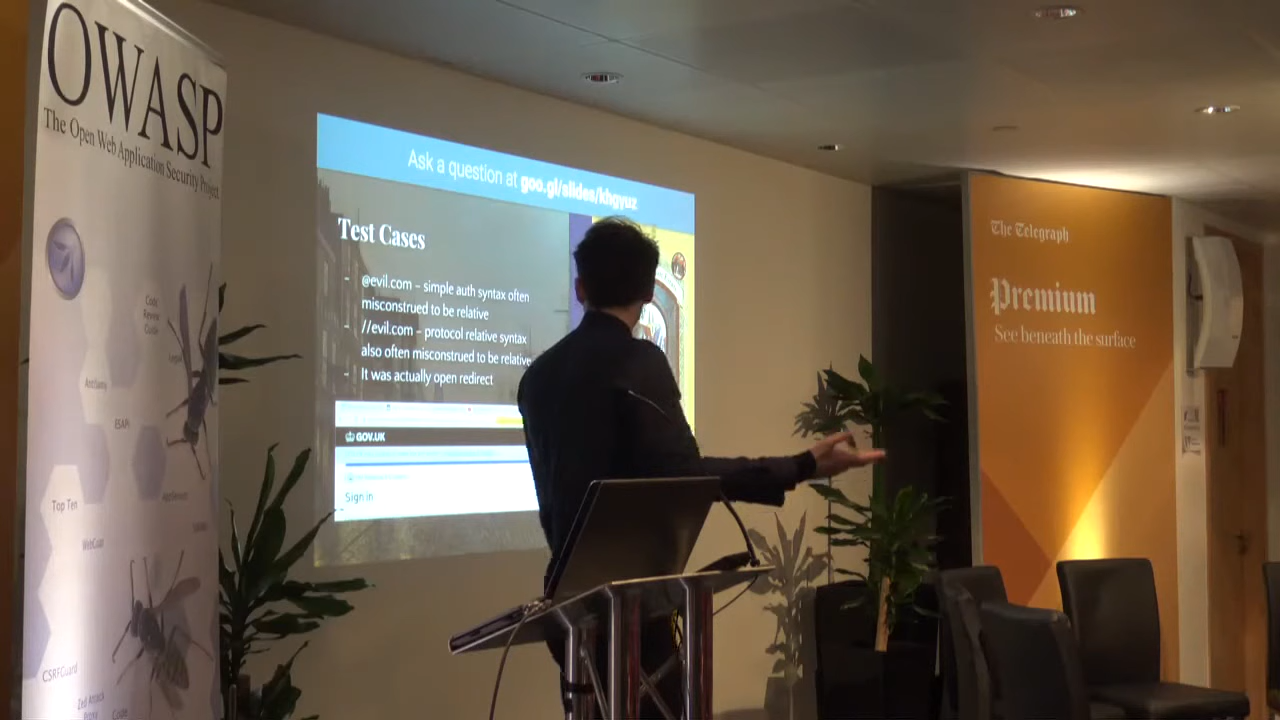 OWASP
The Open Web Application Security Project
Code
Review
Guide
AntiSamy
ESAPI
Top Ten
CSRFGuard
Code
Ask a question at goo.gl/slides/khgyuz
Test Cases
- @evil.com – simple auth syntax often
misconstrued to be relative
- //evil.com – protocol relative syntax
also often misconstrued to be relative
- It was actually open redirect
GOV.UK
Sign in
The Telegraph
Premium
See beneath the surface